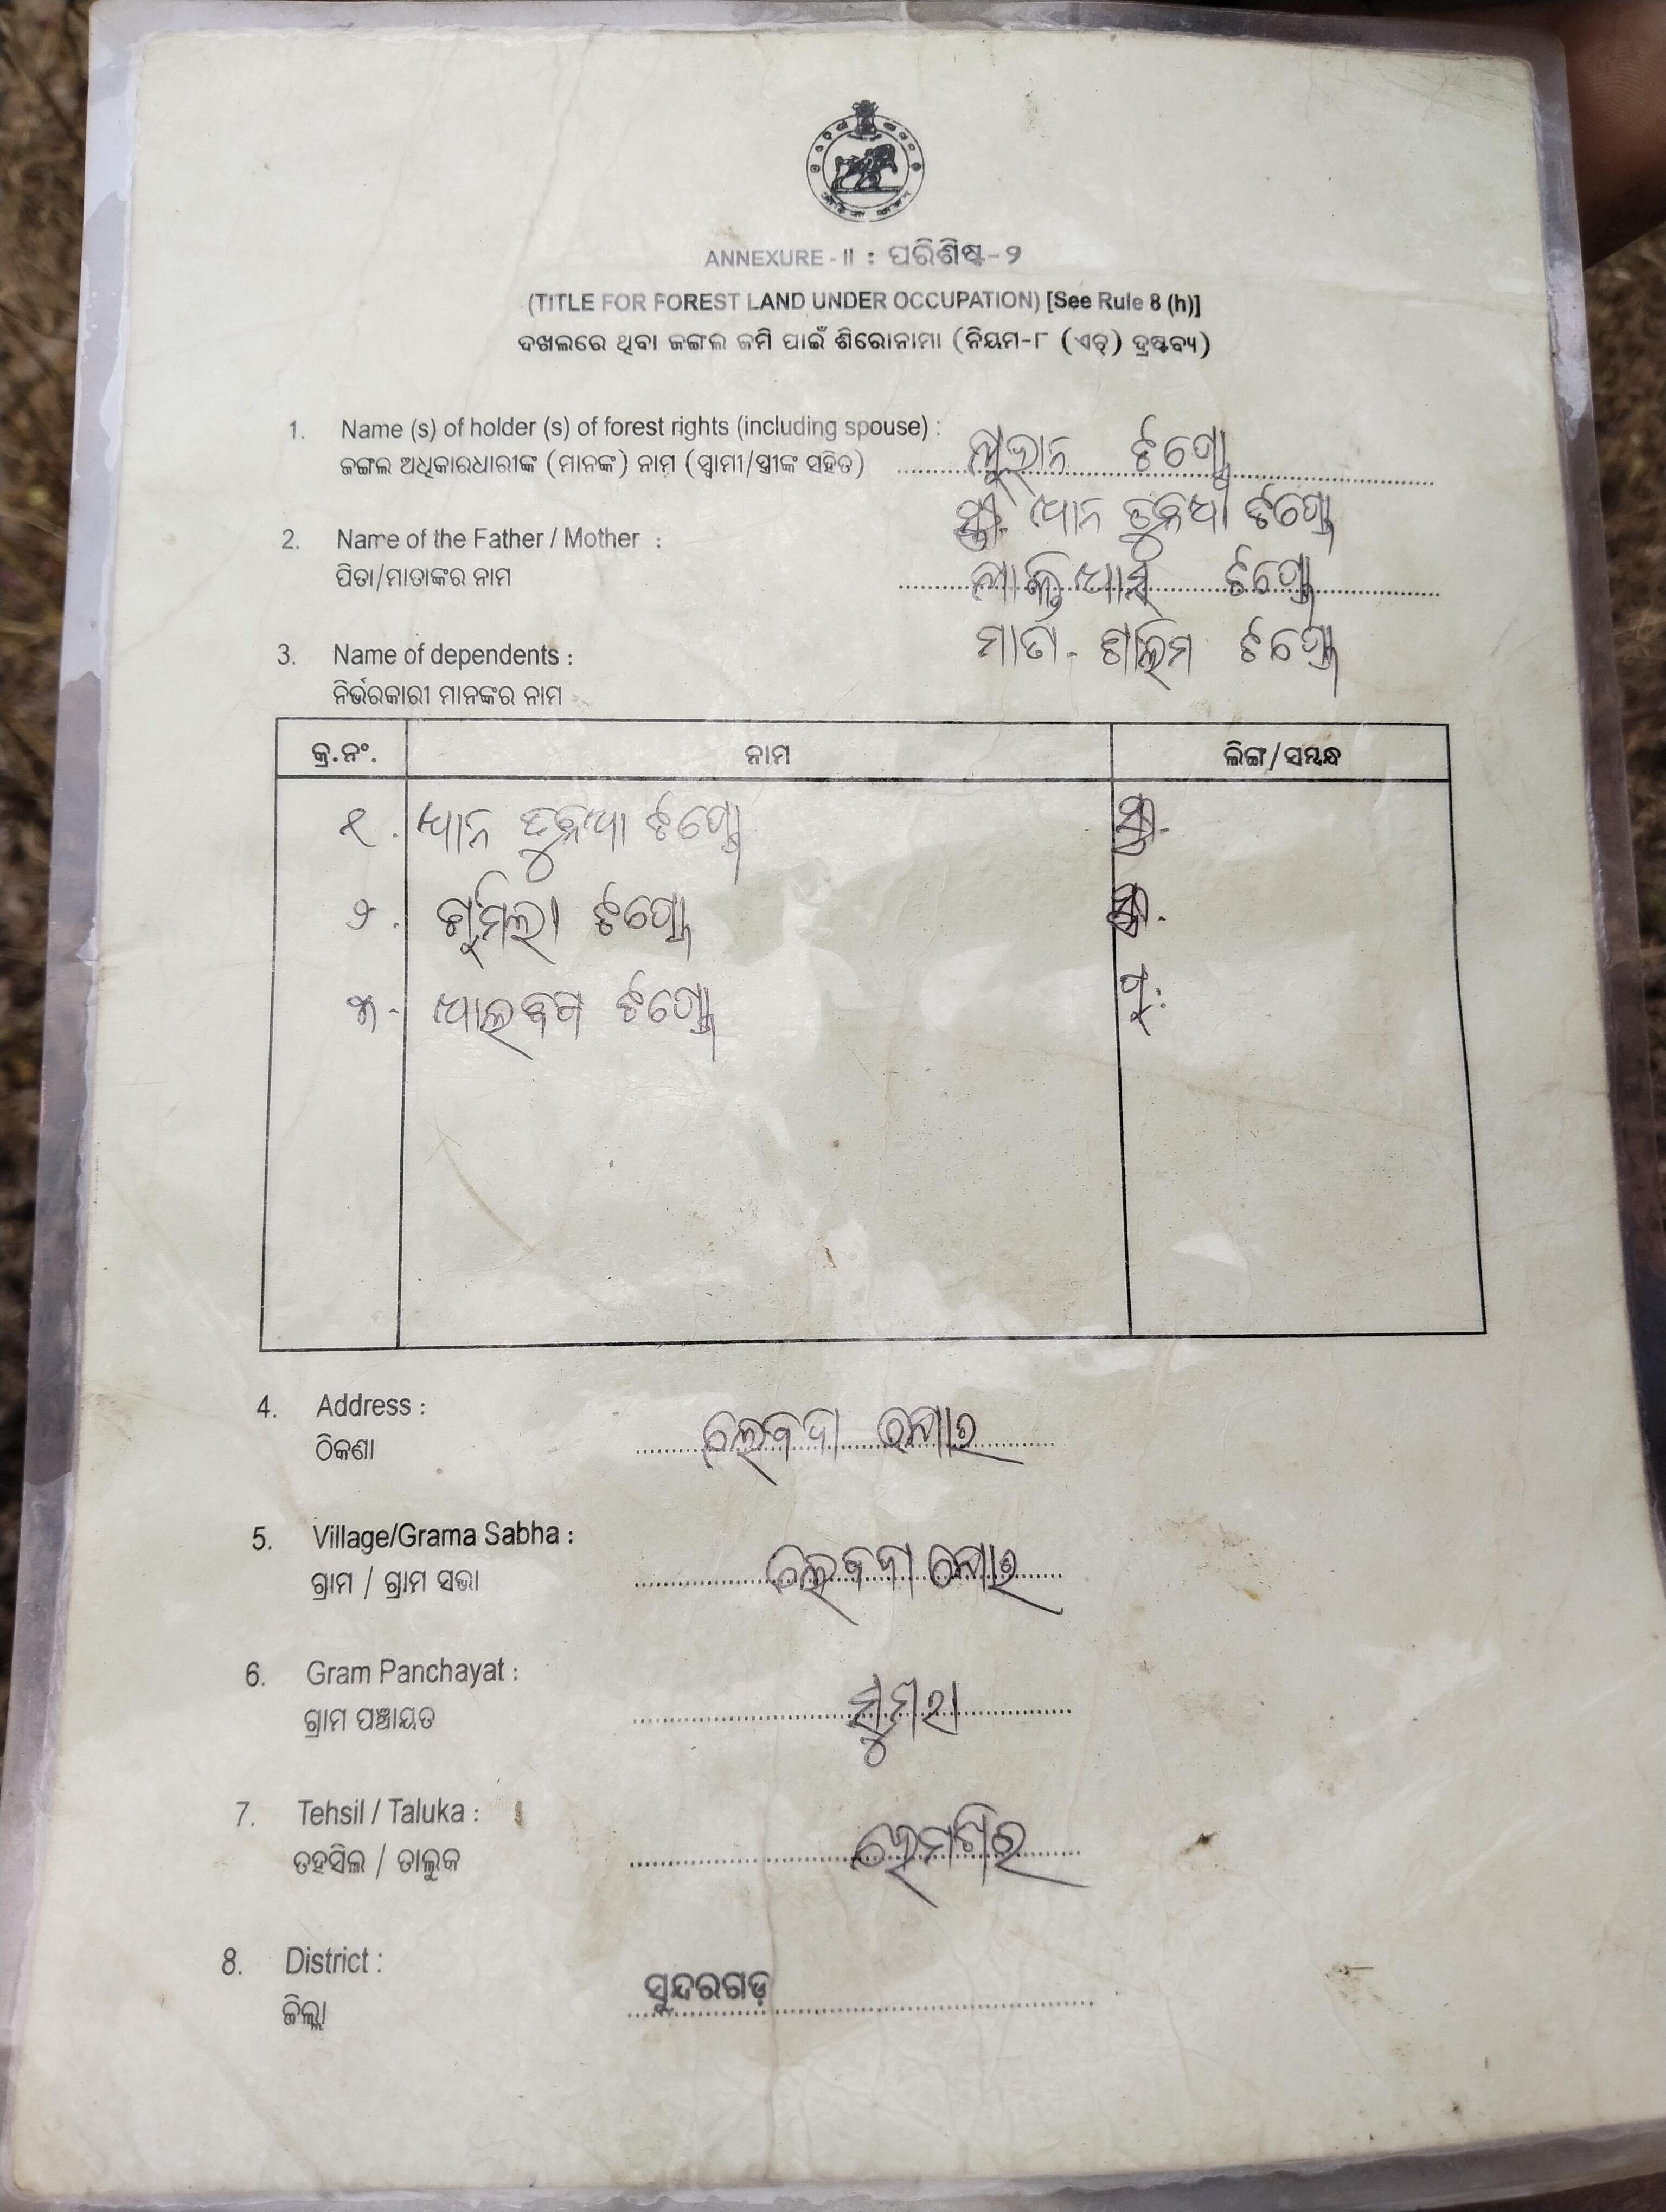 ANNEXURE - II : ପରିଶିଷ୍ଟ-୨
(TITLE FOR FOREST LAND UNDER OCCUPATION) [See Rule 8 (h)]
ଦଖଲରେ ଥିବା ଜଙ୍ଗଲ ଜମି ପାଇଁ ଶିରୋନାମା (ନିୟମ-୮ (ଏଚ୍) ଦ୍ରଷ୍ଟବ୍ୟ)
1. Name (s) of holder (s) of forest rights (including spouse) :
ଜଙ୍ଗଲ ଅଧିକାରଧାରୀଙ୍କ (ମାନଙ୍କ) ନାମ (ସ୍ୱାମୀ/ସ୍ତ୍ରୀଙ୍କ ସହିତ) ଟପ୍ପୋ
ସ୍ତ୍ରୀ. ଟପ୍ପୋ
2. Name of the Father / Mother :
ପିତା/ମାତାଙ୍କର ନାମ ଟପ୍ପୋ
ମାତା- ଟପ୍ପୋ
3. Name of dependents :
ନିର୍ଭରକାରୀ ମାନଙ୍କର ନାମ
କ୍ର.ନଂ. ନାମ ଲିଙ୍ଗ/ସମ୍ବନ୍ଧ
୧. ଟପ୍ପୋ ସ୍ତ୍ରୀ.
୨. ଟପ୍ପୋ ସ୍ତ୍ରୀ.
୩- ଟପ୍ପୋ ପୁ:
4. Address :
ଠିକଣା
5. Village/Grama Sabha :
ଗ୍ରାମ / ଗ୍ରାମ ସଭା
6. Gram Panchayat :
ଗ୍ରାମ ପଞ୍ଚାୟତ ସୁମରା
7. Tehsil / Taluka :
ତହସିଲ / ତାଲୁକ ହେମଗିର
8. District :
ଜିଲ୍ଲା ସୁନ୍ଦରଗଡ଼